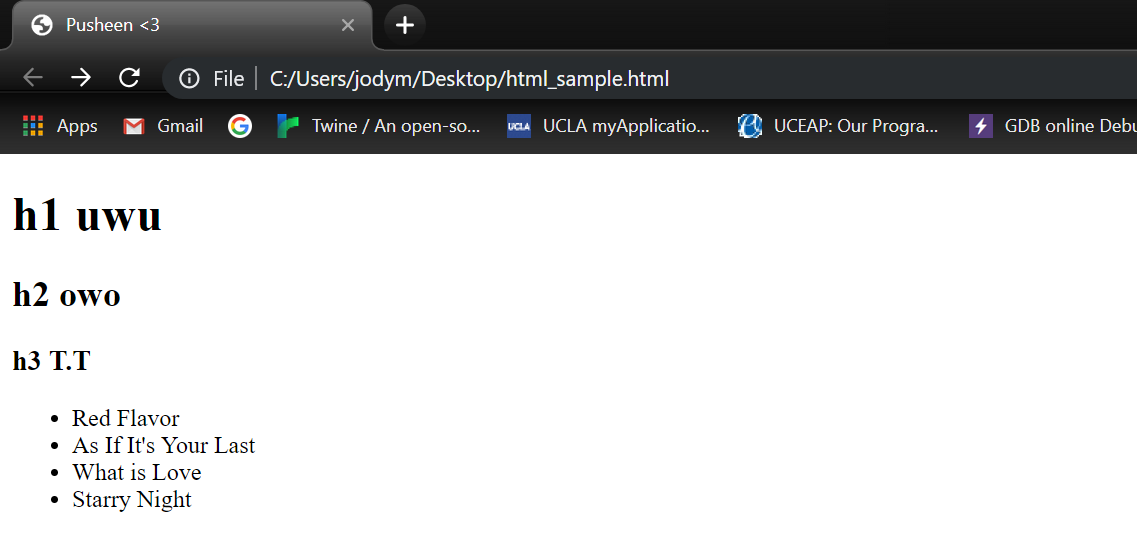 Pusheen <3
File | C:/Users/jodym/Desktop/html_sample.html
Apps Gmail Twine / An open-so... UCLA UCLA myApplicatio... UCEAP: Our Progra... GDB online Debu
h1 uwu
h2 owo
h3 T.T
• Red Flavor
• As If It's Your Last
• What is Love
• Starry Night